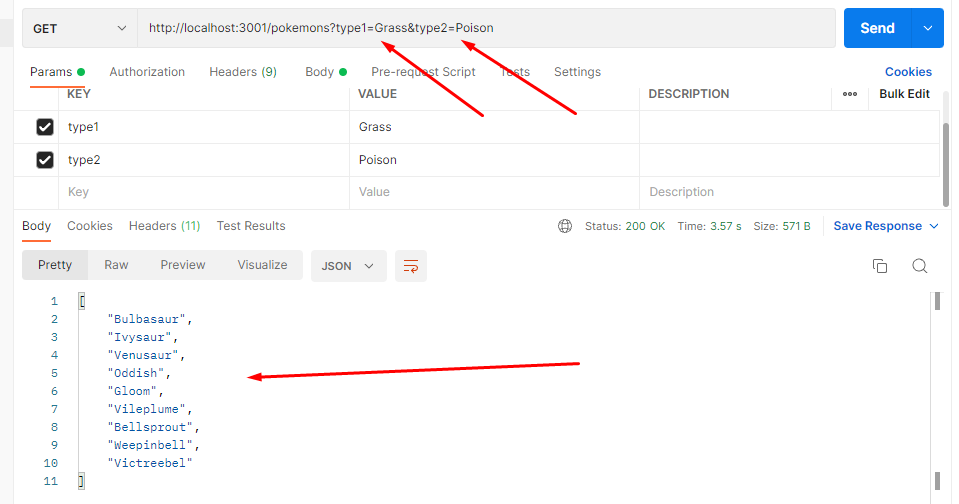 GET http://localhost:3001/pokemons?type1=Grass&type2=Poison Send
Params Authorization Headers (9) Body Pre-request Script Tests Settings Cookies
KEY VALUE DESCRIPTION ••• Bulk Edit
type1 Grass
type2 Poison
Key Value Description
Body Cookies Headers (11) Test Results Status: 200 OK Time: 3.57 s Size: 571 B Save Response
Pretty Raw Preview Visualize JSON
1 [
2 "Bulbasaur",
3 "Ivysaur",
4 "Venusaur",
5 "Oddish",
6 "Gloom",
7 "Vileplume",
8 "Bellsprout",
9 "Weepinbell",
10 "Victreebel"
11 ]